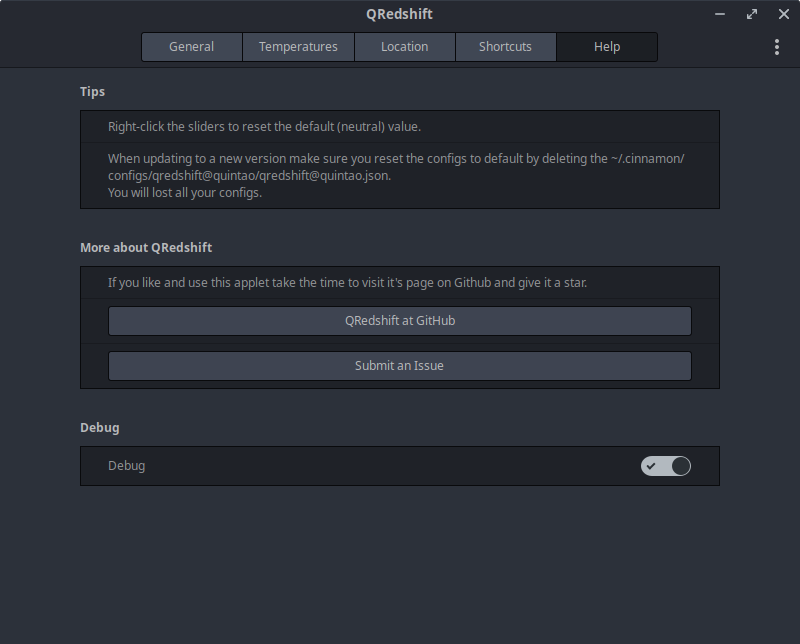 QRedshift
General
Temperatures
Location
Shortcuts
Help
Tips
Right-click the sliders to reset the default (neutral) value.
When updating to a new version make sure you reset the configs to default by deleting the ~/.cinnamon/
configs/qredshift@quintao/qredshift@quintao.json.
You will lost all your configs.
More about QRedshift
If you like and use this applet take the time to visit it's page on Github and give it a star.
QRedshift at GitHub
Submit an Issue
Debug
Debug